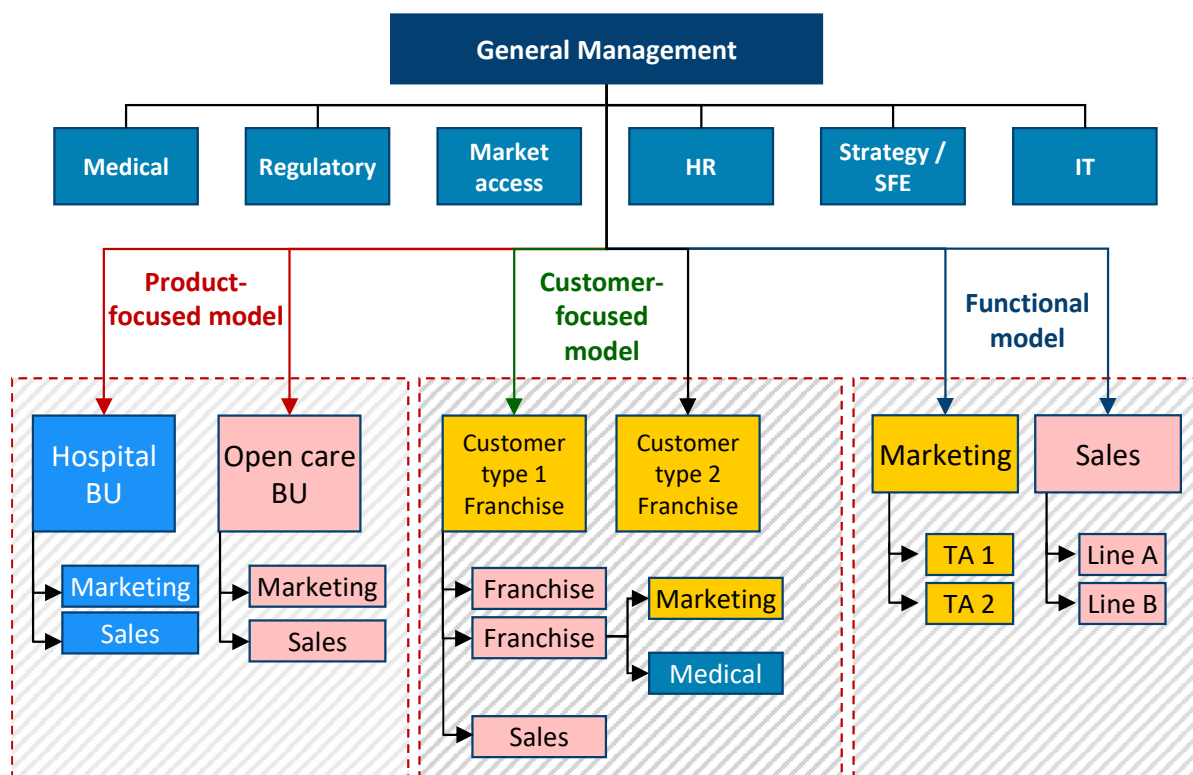 General Management
Medical
Regulatory
Market
access
HR
Strategy /
SFE
IT
Product-
focused model
Customer-
focused
model
Functional
model
Hospital
BU
Open care
BU
Customer
type 1
Franchise
Customer
type 2
Franchise
Marketing
Sales
Marketing
Sales
Marketing
Sales
Franchise
Franchise
Marketing
Medical
Sales
TA 1
TA 2
Line A
Line B